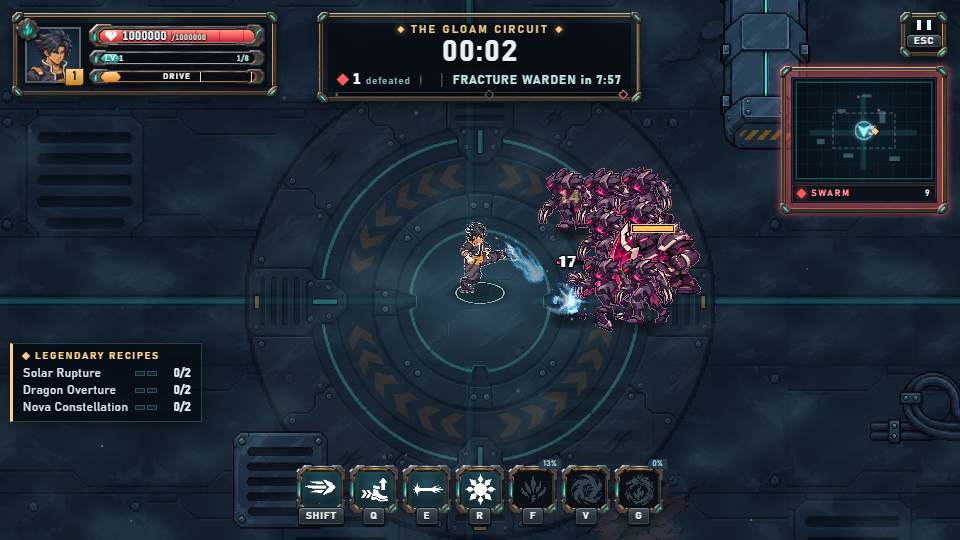 1000000 /1000000
LV 1 1/8
1 DRIVE
THE GLOAM CIRCUIT
00:02
1 defeated FRACTURE WARDEN in 7:57
ESC
SWARM 9
17
LEGENDARY RECIPES
Solar Rupture 0/2
Dragon Overture 0/2
Nova Constellation 0/2
13% 0%
SHIFT Q E R F V G